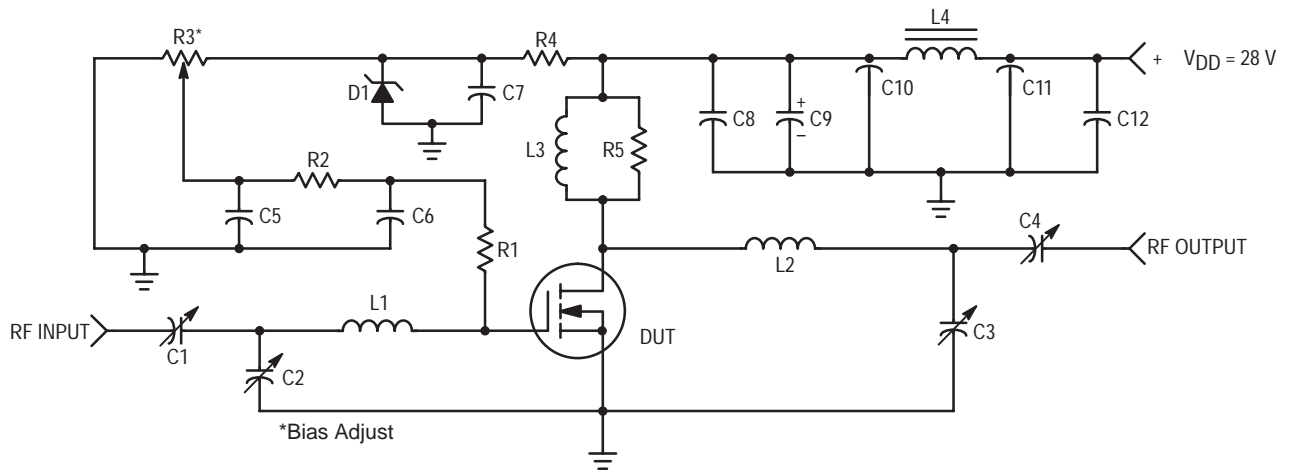 L4
R3*
R4
+ V_DD = 28 V
C10
C11
D1
C7
C8
+
C9
–
C12
L3
R5
R2
C5
C6
R1
C4
RF OUTPUT
L2
L1
RF INPUT
C1
DUT
C3
C2
*Bias Adjust